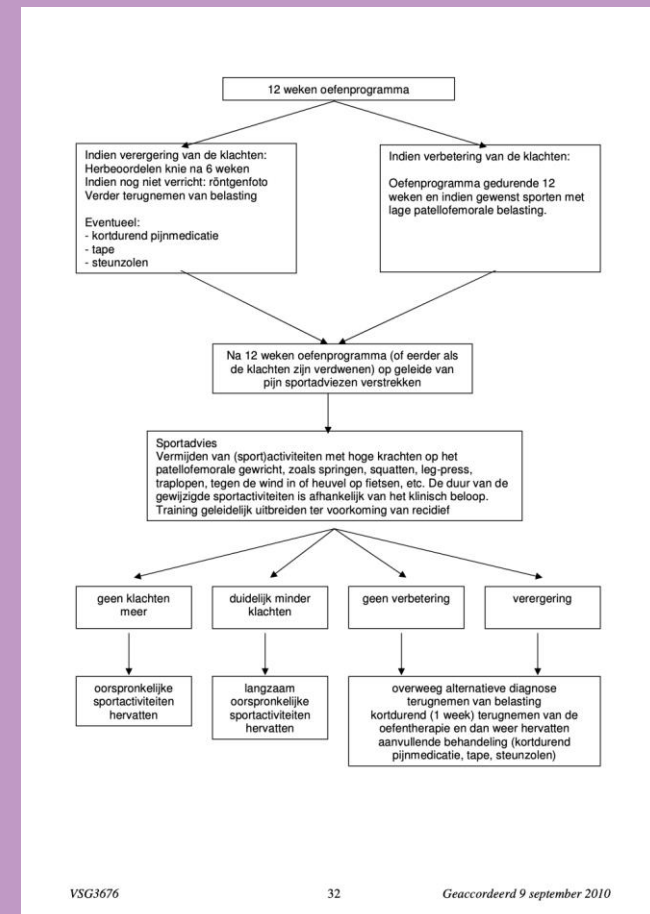 12 weken oefenprogramma
Indien verergering van de klachten:
Herbeoordelen knie na 6 weken
Indien nog niet verricht: röntgenfoto
Verder terugnemen van belasting
Eventueel:
- kortdurend pijnmedicatie
- tape
- steunzolen
Indien verbetering van de klachten:
Oefenprogramma gedurende 12
weken en indien gewenst sporten met
lage patellofemorale belasting.
Na 12 weken oefenprogramma (of eerder als
de klachten zijn verdwenen) op geleide van
pijn sportadviezen verstrekken
Sportadvies
Vermijden van (sport)activiteiten met hoge krachten op het
patellofemorale gewricht, zoals springen, squatten, leg-press,
traplopen, tegen de wind in of heuvel op fietsen, etc. De duur van de
gewijzigde sportactiviteiten is afhankelijk van het klinisch beloop.
Training geleidelijk uitbreiden ter voorkoming van recidief
geen klachten
meer
duidelijk minder
klachten
geen verbetering
verergering
oorspronkelijke
sportactiviteiten
hervatten
langzaam
oorspronkelijke
sportactiviteiten
hervatten
overweeg alternatieve diagnose
terugnemen van belasting
kortdurend (1 week) terugnemen van de
oefentherapie en dan weer hervatten
aanvullende behandeling (kortdurend
pijnmedicatie, tape, steunzolen)
VSG3676
32
Geaccordeerd 9 september 2010